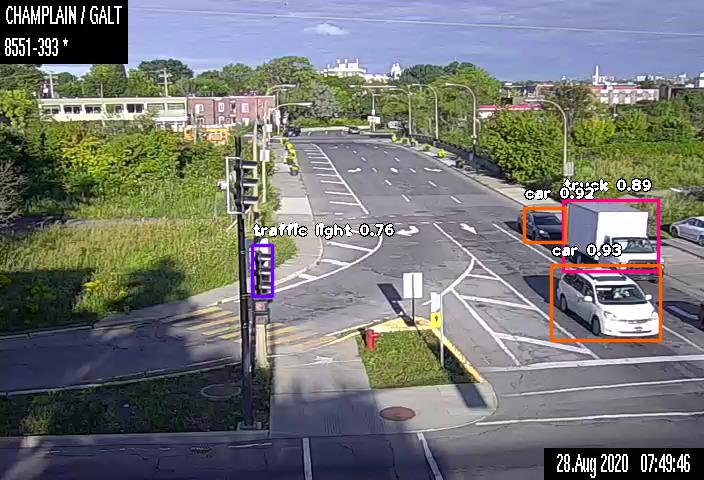 CHAMPLAIN / GALT
8551-393 *
car 0.92
truck 0.89
traffic light 0.76
car 0.93
28.Aug 2020 07:49:46